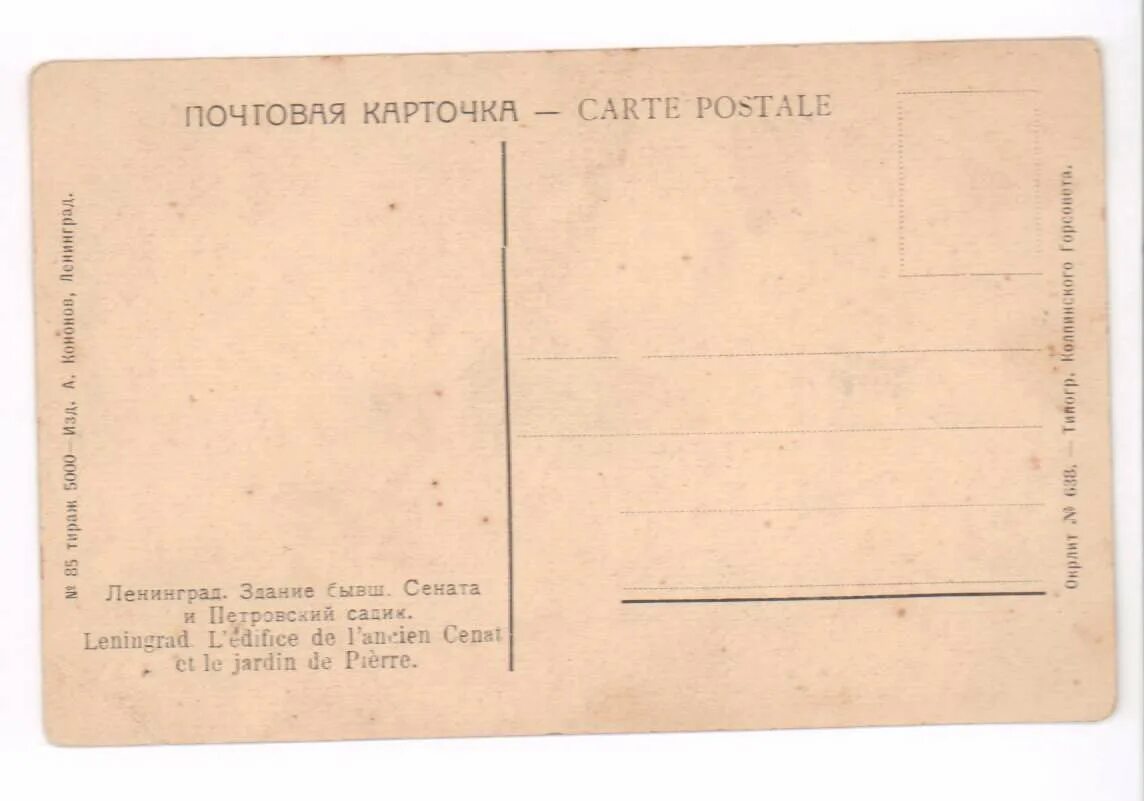 ПОЧТОВАЯ КАРТОЧКА — CARTE POSTALE
№ 85 тираж 5000—Изд. А. Кононов, Ленинград.
Ленинград. Здание бывш. Сената
и Петровский садик.
Leningrad. L'édifice de l'ancien Cenat
et le jardin de Pièrre.
Окрлит № 638. — Типогр. Колпинского Горсовета.